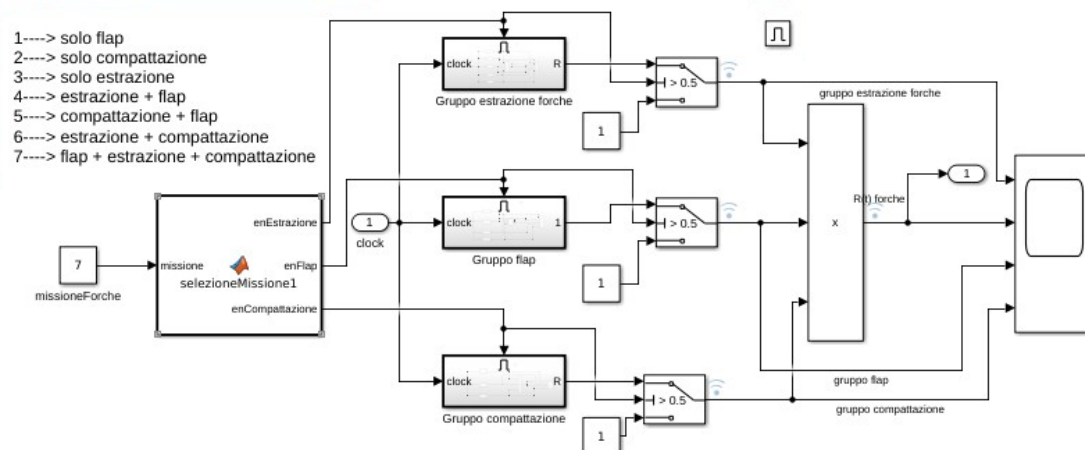 1----> solo flap
2----> solo compattazione
3----> solo estrazione
4----> estrazione + flap
5----> compattazione + flap
6----> estrazione + compattazione
7----> flap + estrazione + compattazione
7
missioneForche
missione
selezioneMissione1
enEstrazione
enFlap
enCompattazione
1
clock
clock
R
Gruppo estrazione forche
clock
1
Gruppo flap
clock
R
Gruppo compattazione
> 0.5
1
> 0.5
1
> 0.5
1
gruppo estrazione forche
x
R(t) forche
1
gruppo flap
gruppo compattazione